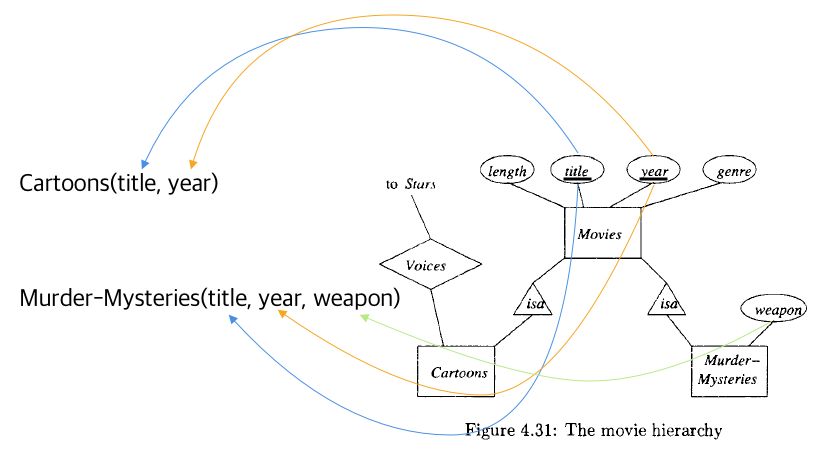 length title year genre
Cartoons(title, year)
to Stars
Movies
Voices
Murder-Mysteries(title, year, weapon)
isa isa
weapon
Cartoons
Murder-
Mysteries
Figure 4.31: The movie hierarchy